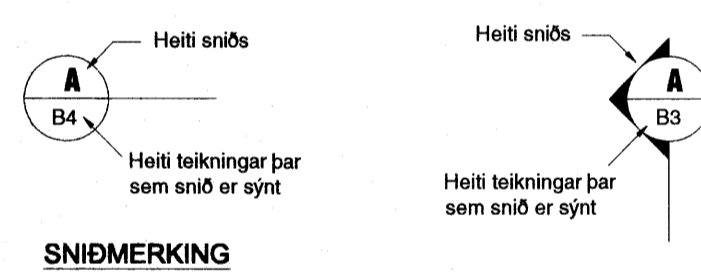 Heiti sniðs
A
B4
Heiti teikningar þar
sem snið er sýnt
SNIÐMERKING
Heiti sniðs
A
B3
Heiti teikningar þar
sem snið er sýnt